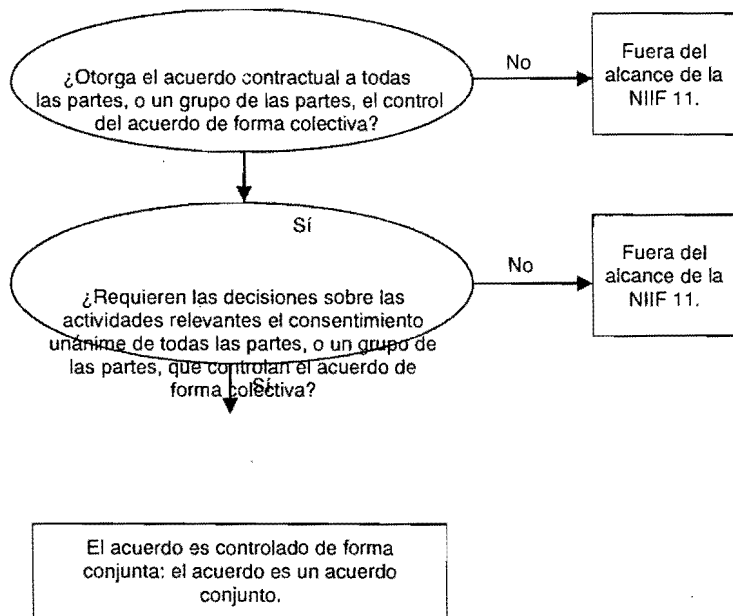 ¿Otorga el acuerdo contractual a todas
las partes, o un grupo de las partes, el control
del acuerdo de forma colectiva?
No
Fuera del
alcance de la
NIIF 11.
Sí
¿Requieren las decisiones sobre las
actividades relevantes el consentimiento
unánime de todas las partes, o un grupo de
las partes, que controlan el acuerdo de
forma colectiva?
No
Fuera del
alcance de la
NIIF 11.
Sí
El acuerdo es controlado de forma
conjunta: el acuerdo es un acuerdo
conjunto.